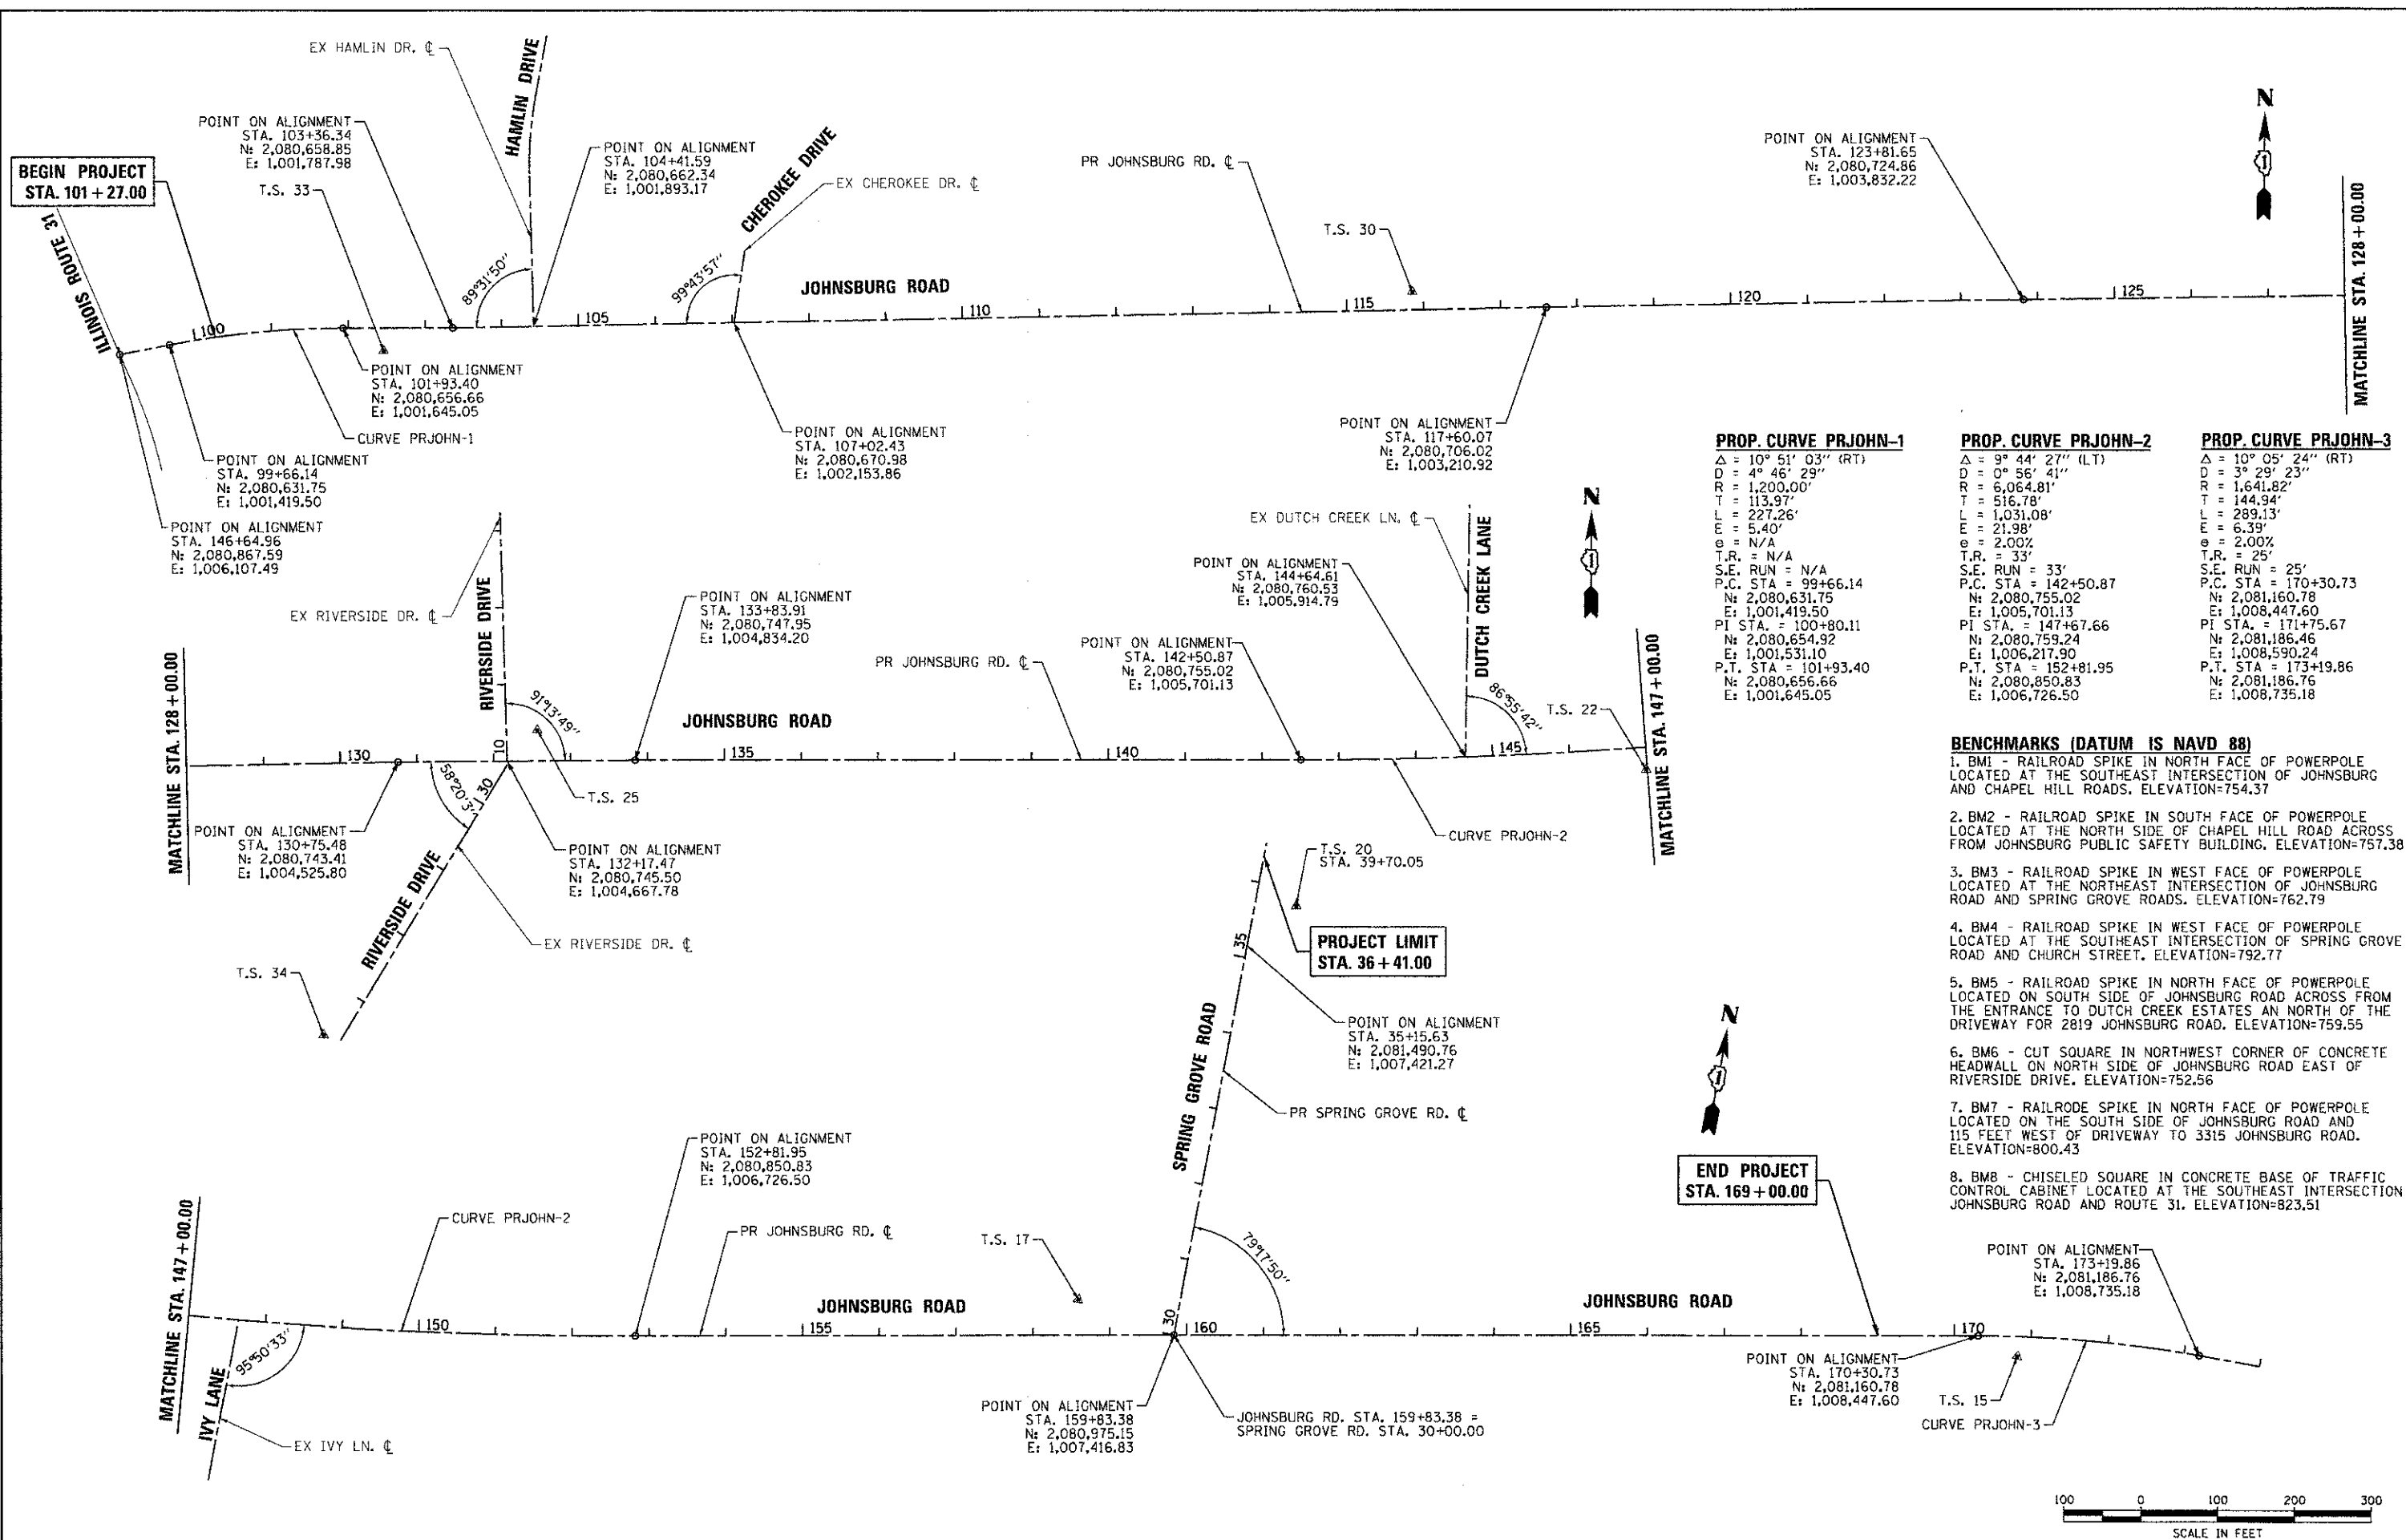 EX HAMLIN DR. ℄
HAMLIN DRIVE
POINT ON ALIGNMENT
STA. 103+36.34
N: 2,080,658.85
E: 1,001,787.98
BEGIN PROJECT
STA. 101+27.00
T.S. 33
POINT ON ALIGNMENT
STA. 104+41.59
N: 2,080,662.34
E: 1,001,893.17
CHEROKEE DRIVE
EX CHEROKEE DR. ℄
PR JOHNSBURG RD. ℄
T.S. 30
POINT ON ALIGNMENT
STA. 123+81.65
N: 2,080,724.86
E: 1,003,832.22
N
1
MATCHLINE STA. 128+00.00
ILLINOIS ROUTE 31
89°31'50"
99°43'57"
JOHNSBURG ROAD
100
105
110
115
120
125
POINT ON ALIGNMENT
STA. 101+93.40
N: 2,080,656.66
E: 1,001,645.05
CURVE PRJOHN-1
POINT ON ALIGNMENT
STA. 99+66.14
N: 2,080,631.75
E: 1,001,419.50
POINT ON ALIGNMENT
STA. 146+64.96
N: 2,080,867.59
E: 1,006,107.49
POINT ON ALIGNMENT
STA. 107+02.43
N: 2,080,670.98
E: 1,002,153.86
POINT ON ALIGNMENT
STA. 117+60.07
N: 2,080,706.02
E: 1,003,210.92
PROP. CURVE PRJOHN-1
Δ = 10° 51' 03" (RT)
D = 4° 46' 29"
R = 1,200.00'
T = 113.97'
L = 227.26'
E = 5.40'
e = N/A
T.R. = N/A
S.E. RUN = N/A
P.C. STA = 99+66.14
N: 2,080,631.75
E: 1,001,419.50
PI STA. = 100+80.11
N: 2,080,654.92
E: 1,001,531.10
P.T. STA = 101+93.40
N: 2,080,656.66
E: 1,001,645.05
PROP. CURVE PRJOHN-2
Δ = 9° 44' 27" (LT)
D = 0° 56' 41"
R = 6,064.81'
T = 516.78'
L = 1,031.08'
E = 21.98'
e = 2.00%
T.R. = 33'
S.E. RUN = 33'
P.C. STA = 142+50.87
N: 2,080,755.02
E: 1,005,701.13
PI STA. = 147+67.66
N: 2,080,759.24
E: 1,006,217.90
P.T. STA = 152+81.95
N: 2,080,850.83
E: 1,006,726.50
PROP. CURVE PRJOHN-3
Δ = 10° 05' 24" (RT)
D = 3° 29' 23"
R = 1,641.82'
T = 144.94'
L = 289.13'
E = 6.39'
e = 2.00%
T.R. = 25'
S.E. RUN = 25'
P.C. STA = 170+30.73
N: 2,081,160.78
E: 1,008,447.60
PI STA. = 171+75.67
N: 2,081,186.46
E: 1,008,590.24
P.T. STA = 173+19.86
N: 2,081,186.76
E: 1,008,735.18
EX RIVERSIDE DR. ℄
RIVERSIDE DRIVE
POINT ON ALIGNMENT
STA. 133+83.91
N: 2,080,747.95
E: 1,004,834.20
PR JOHNSBURG RD. ℄
EX DUTCH CREEK LN. ℄
POINT ON ALIGNMENT
STA. 144+64.61
N: 2,080,760.53
E: 1,005,914.79
POINT ON ALIGNMENT
STA. 142+50.87
N: 2,080,755.02
E: 1,005,701.13
DUTCH CREEK LANE
N
1
T.S. 22
MATCHLINE STA. 147+00.00
MATCHLINE STA. 128+00.00
91°13'49"
86°55'42"
JOHNSBURG ROAD
130
10
135
140
145
58°20'3"
30
T.S. 25
POINT ON ALIGNMENT
STA. 130+75.48
N: 2,080,743.41
E: 1,004,525.80
POINT ON ALIGNMENT
STA. 132+17.47
N: 2,080,745.50
E: 1,004,667.78
CURVE PRJOHN-2
RIVERSIDE DRIVE
EX RIVERSIDE DR. ℄
T.S. 34
BENCHMARKS (DATUM IS NAVD 88)
1. BM1 - RAILROAD SPIKE IN NORTH FACE OF POWERPOLE
LOCATED AT THE SOUTHEAST INTERSECTION OF JOHNSBURG
AND CHAPEL HILL ROADS. ELEVATION=754.37
2. BM2 - RAILROAD SPIKE IN SOUTH FACE OF POWERPOLE
LOCATED AT THE NORTH SIDE OF CHAPEL HILL ROAD ACROSS
FROM JOHNSBURG PUBLIC SAFETY BUILDING. ELEVATION=757.38
3. BM3 - RAILROAD SPIKE IN WEST FACE OF POWERPOLE
LOCATED AT THE NORTHEAST INTERSECTION OF JOHNSBURG
ROAD AND SPRING GROVE ROADS. ELEVATION=762.79
4. BM4 - RAILROAD SPIKE IN WEST FACE OF POWERPOLE
LOCATED AT THE SOUTHEAST INTERSECTION OF SPRING GROVE
ROAD AND CHURCH STREET. ELEVATION=792.77
5. BM5 - RAILROAD SPIKE IN NORTH FACE OF POWERPOLE
LOCATED ON SOUTH SIDE OF JOHNSBURG ROAD ACROSS FROM
THE ENTRANCE TO DUTCH CREEK ESTATES AN NORTH OF THE
DRIVEWAY FOR 2819 JOHNSBURG ROAD. ELEVATION=759.55
6. BM6 - CUT SQUARE IN NORTHWEST CORNER OF CONCRETE
HEADWALL ON NORTH SIDE OF JOHNSBURG ROAD EAST OF
RIVERSIDE DRIVE. ELEVATION=752.56
7. BM7 - RAILRODE SPIKE IN NORTH FACE OF POWERPOLE
LOCATED ON THE SOUTH SIDE OF JOHNSBURG ROAD AND
115 FEET WEST OF DRIVEWAY TO 3315 JOHNSBURG ROAD.
ELEVATION=800.43
8. BM8 - CHISELED SQUARE IN CONCRETE BASE OF TRAFFIC
CONTROL CABINET LOCATED AT THE SOUTHEAST INTERSECTION
JOHNSBURG ROAD AND ROUTE 31. ELEVATION=823.51
T.S. 20
STA. 39+70.05
PROJECT LIMIT
STA. 36+41.00
35
POINT ON ALIGNMENT
STA. 35+15.63
N: 2,081,490.76
E: 1,007,421.27
SPRING GROVE ROAD
PR SPRING GROVE RD. ℄
N
1
END PROJECT
STA. 169+00.00
MATCHLINE STA. 147+00.00
CURVE PRJOHN-2
POINT ON ALIGNMENT
STA. 152+81.95
N: 2,080,850.83
E: 1,006,726.50
PR JOHNSBURG RD. ℄
T.S. 17
79°17'50"
JOHNSBURG ROAD
JOHNSBURG ROAD
150
155
30
160
165
170
95°50'33"
IVY LANE
EX IVY LN. ℄
POINT ON ALIGNMENT
STA. 159+83.38
N: 2,080,975.15
E: 1,007,416.83
JOHNSBURG RD. STA. 159+83.38 =
SPRING GROVE RD. STA. 30+00.00
POINT ON ALIGNMENT
STA. 170+30.73
N: 2,081,160.78
E: 1,008,447.60
T.S. 15
CURVE PRJOHN-3
POINT ON ALIGNMENT
STA. 173+19.86
N: 2,081,186.76
E: 1,008,735.18
100 0 100 200 300
SCALE IN FEET